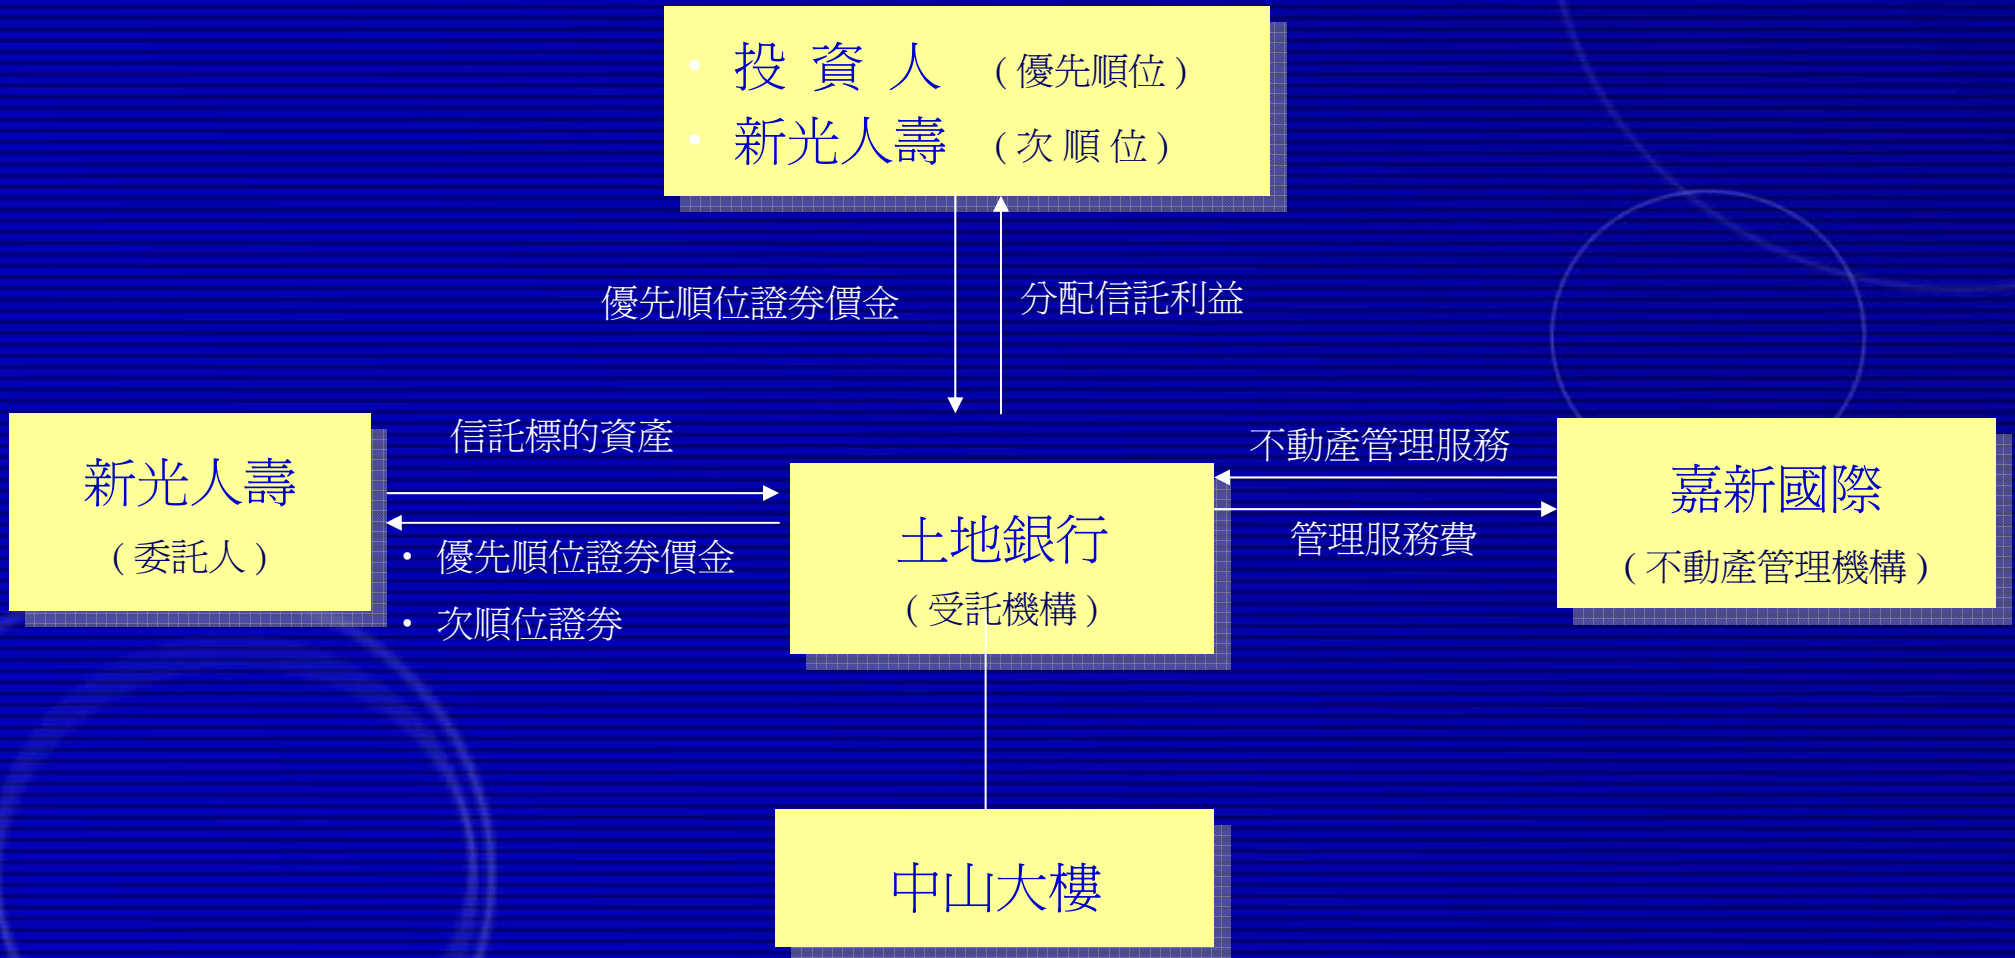 • 投 資 人 (優先順位)
• 新光人壽 (次 順 位)
優先順位證券價金
分配信託利益
新光人壽
(委託人)
信託標的資產
• 優先順位證券價金
• 次順位證券
土地銀行
(受託機構)
不動產管理服務
管理服務費
嘉新國際
(不動產管理機構)
中山大樓